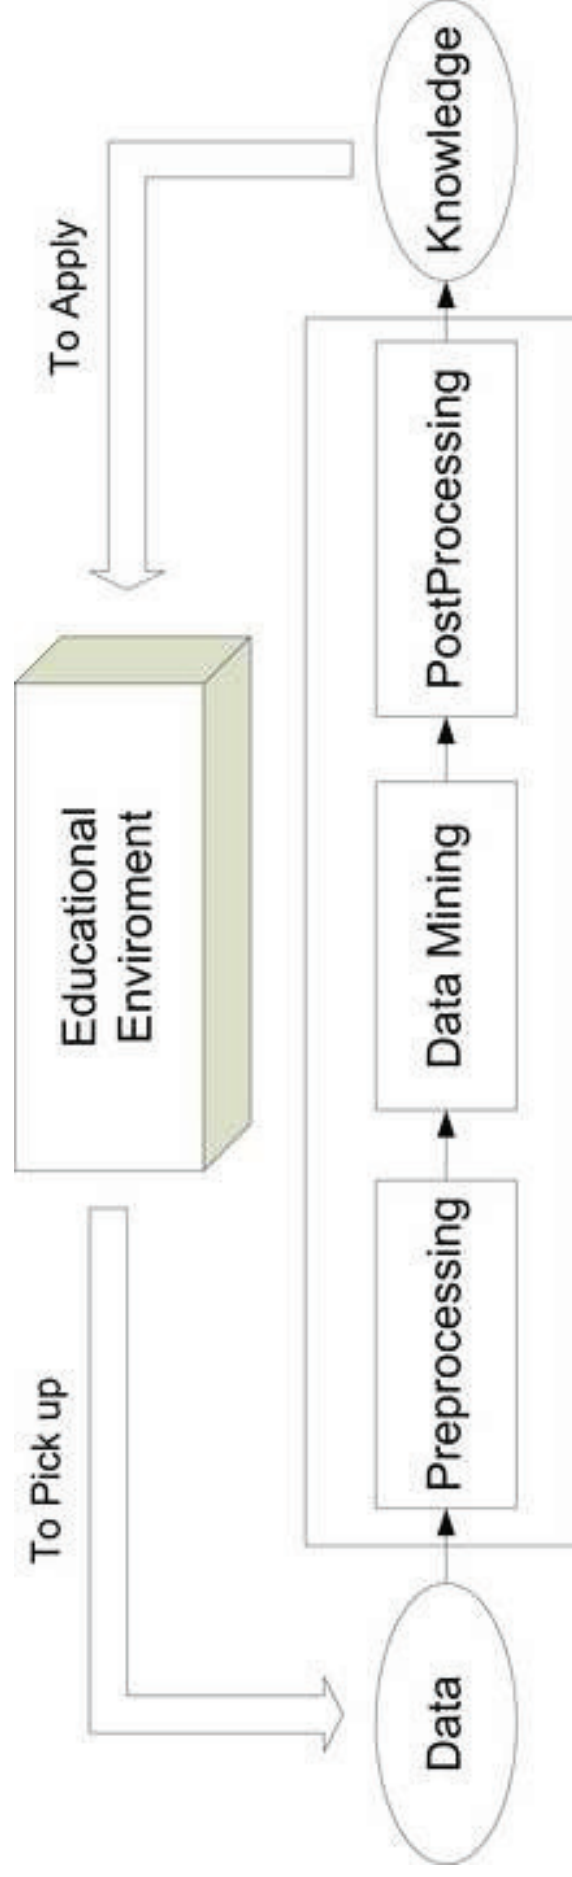 To Pick up
To Apply
Educational
Enviroment
Data
Preprocessing
Data Mining
PostProcessing
Knowledge